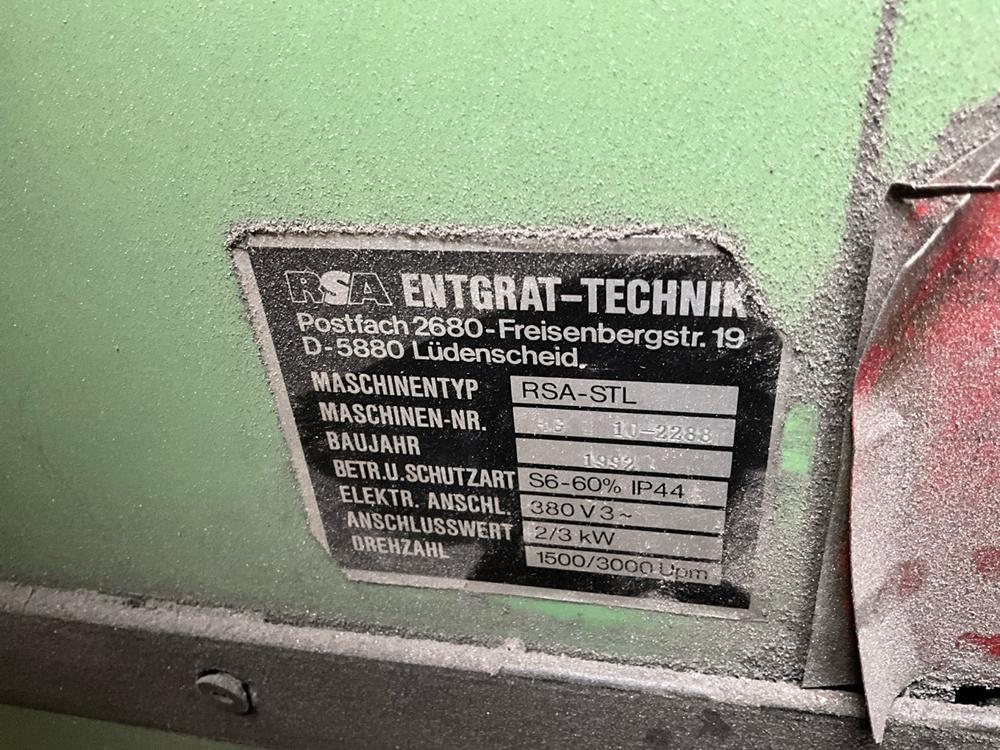 RSA ENTGRAT-TECHNIK
Postfach 2680-Freisenbergstr. 19
D-5880 Lüdenscheid.
MASCHINENTYP RSA-STL
MASCHINEN-NR. 10-2288
BAUJAHR 1992
BETR.U.SCHUTZART S6-60% IP44
ELEKTR. ANSCHL. 380 V 3~
ANSCHLUSSWERT 2/3 kW
DREHZAHL 1500/3000 Upm